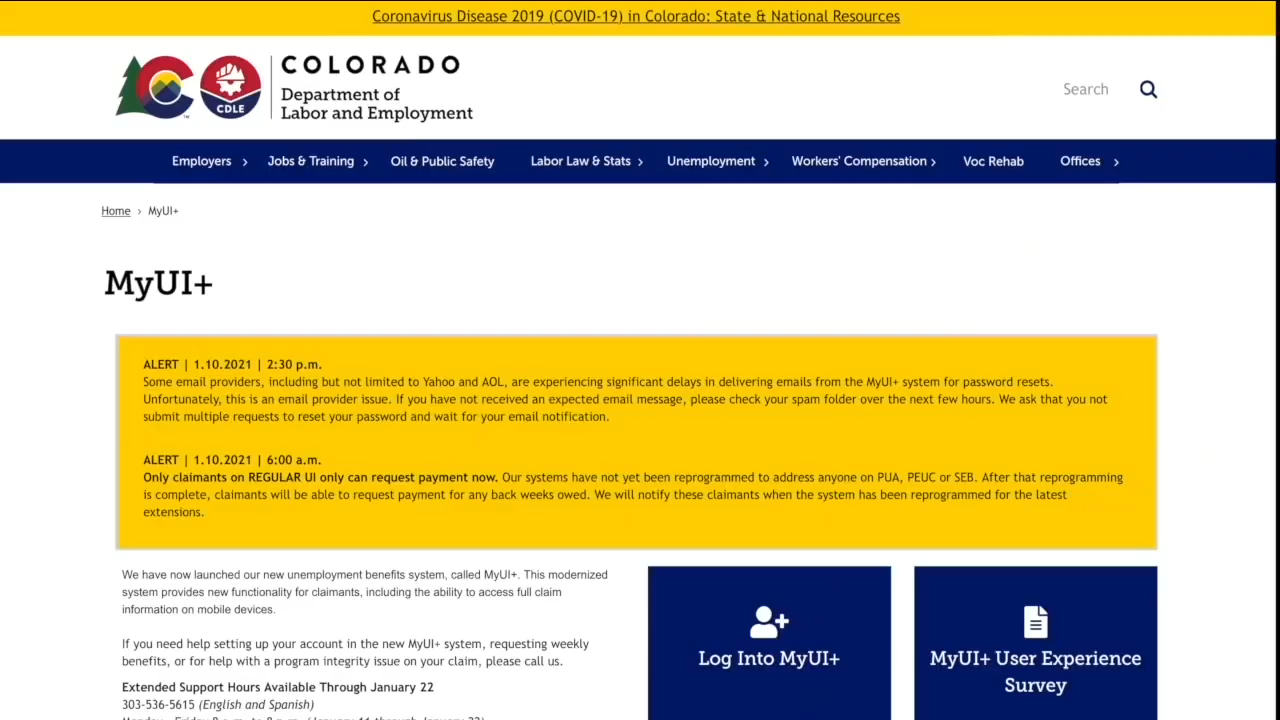 Coronavirus Disease 2019 (COVID-19) in Colorado: State & National Resources
COLORADO
Department of
Labor and Employment
CDLE
TM
Search
Employers > Jobs & Training > Oil & Public Safety Labor Law & Stats > Unemployment > Workers' Compensation > Voc Rehab Offices >
Home > MyUI+
MyUI+
ALERT | 1.10.2021 | 2:30 p.m.
Some email providers, including but not limited to Yahoo and AOL, are experiencing significant delays in delivering emails from the MyUI+ system for password resets.
Unfortunately, this is an email provider issue. If you have not received an expected email message, please check your spam folder over the next few hours. We ask that you not
submit multiple requests to reset your password and wait for your email notification.
ALERT | 1.10.2021 | 6:00 a.m.
Only claimants on REGULAR UI only can request payment now. Our systems have not yet been reprogrammed to address anyone on PUA, PEUC or SEB. After that reprogramming
is complete, claimants will be able to request payment for any back weeks owed. We will notify these claimants when the system has been reprogrammed for the latest
extensions.
We have now launched our new unemployment benefits system, called MyUI+. This modernized
system provides new functionality for claimants, including the ability to access full claim
information on mobile devices.
If you need help setting up your account in the new MyUI+ system, requesting weekly
benefits, or for help with a program integrity issue on your claim, please call us.
Extended Support Hours Available Through January 22
303-536-5615 (English and Spanish)
Monday - Friday 8 a.m. to 8 p.m. (January 11 through January 22)
Log Into MyUI+
MyUI+ User Experience
Survey